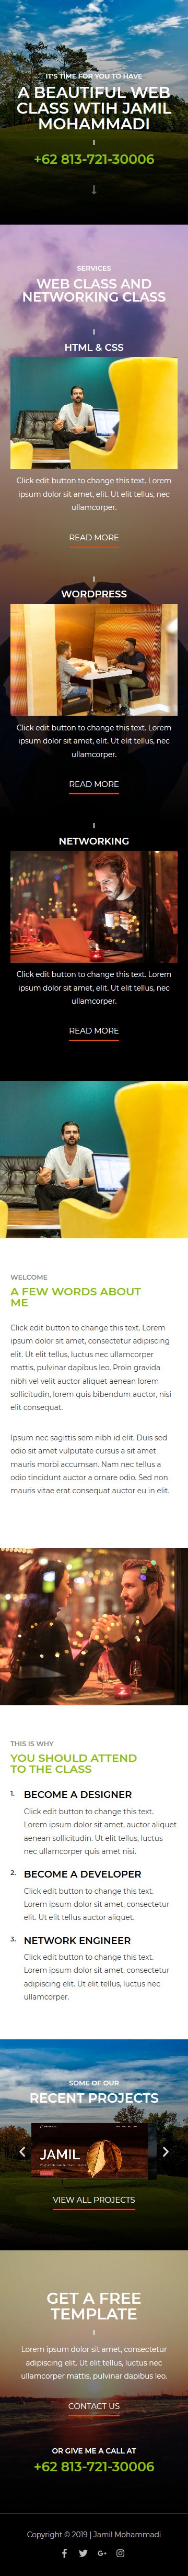 IT'S TIME FOR YOU TO HAVE
A BEAUTIFUL WEB
CLASS WTIH JAMIL
MOHAMMADI
+62 813-721-30006
SERVICES
WEB CLASS AND
NETWORKING CLASS
HTML & CSS
Click edit button to change this text. Lorem
ipsum dolor sit amet, elit. Ut elit tellus, nec
ullamcorper.
READ MORE
WORDPRESS
Click edit button to change this text. Lorem
ipsum dolor sit amet, elit. Ut elit tellus, nec
ullamcorper.
READ MORE
NETWORKING
Click edit button to change this text. Lorem
ipsum dolor sit amet, elit. Ut elit tellus, nec
ullamcorper.
READ MORE
WELCOME
A FEW WORDS ABOUT
ME
Click edit button to change this text. Lorem
ipsum dolor sit amet, consectetur adipiscing
elit. Ut elit tellus, luctus nec ullamcorper
mattis, pulvinar dapibus leo. Proin gravida
nibh vel velit auctor aliquet aenean lorem
sollicitudin, lorem quis bibendum auctor, nisi
elit consequat.
Ipsum nec sagittis sem nibh id elit. Duis sed
odio sit amet vulputate cursus a sit amet
mauris morbi accumsan. Nam nec tellus a
odio tincidunt auctor a ornare odio. Sed non
mauris vitae erat consequat auctor eu in elit.
THIS IS WHY
YOU SHOULD ATTEND
TO THE CLASS
1. BECOME A DESIGNER
Click edit button to change this text.
Lorem ipsum dolor sit amet, auctor aliquet
aenean sollicitudin. Ut elit tellus, luctus
nec ullamcorper quis amet nisi.
2. BECOME A DEVELOPER
Click edit button to change this text.
Lorem ipsum dolor sit amet, consectetur
elit. Ut elit tellus auctor aliquet.
3. NETWORK ENGINEER
Click edit button to change this text.
Lorem ipsum dolor sit amet, consectetur
adipiscing elit. Ut elit tellus, luctus nec
ullamcorper.
SOME OF OUR
RECENT PROJECTS
JAMIL
VIEW ALL PROJECTS
GET A FREE
TEMPLATE
Lorem ipsum dolor sit amet, consectetur
adipiscing elit. Ut elit tellus, luctus nec
ullamcorper mattis, pulvinar dapibus leo.
CONTACT US
OR GIVE ME A CALL AT
+62 813-721-30006
Copyright © 2019 | Jamil Mohammadi